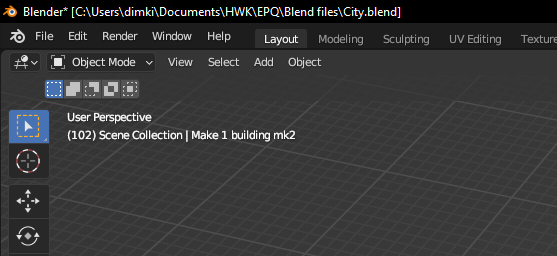 Blender* [C:\Users\dimki\Documents\HWK\EPQ\Blend files\City.blend]
File Edit Render Window Help Layout Modeling Sculpting UV Editing Texture
Object Mode View Select Add Object
User Perspective
(102) Scene Collection | Make 1 building mk2